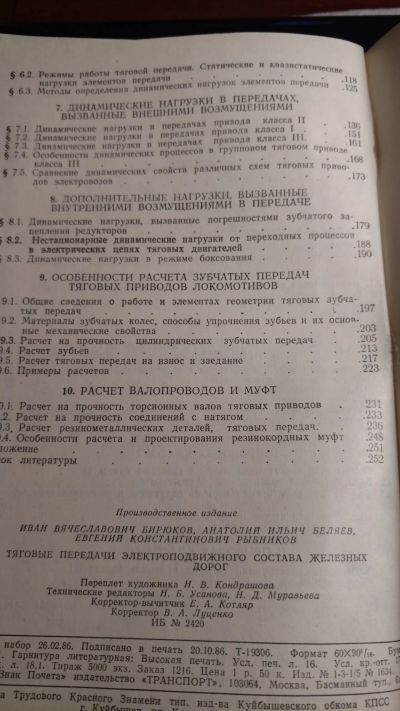 § 6.2. Режимы работы тяговой передачи. Статические и квазистатические
нагрузки элементов передачи . . . . . . . . 118
§ 6.3. Методы определения динамических нагрузок элементов передачи .125
7. ДИНАМИЧЕСКИЕ НАГРУЗКИ В ПЕРЕДАЧАХ,
ВЫЗВАННЫЕ ВНЕШНИМИ ВОЗМУЩЕНИЯМИ
§ 7.1. Динамические нагрузки в передачах привода класса II . . 136
§ 7.2. Динамические нагрузки в передачах привода класса I . . . 151
§ 7.3. Динамические нагрузки в передачах привода класса III. . 161
§ 7.4. Особенности динамических процессов в групповом тяговом приводе
класса III . . . . . . . . . . 168
§ 7.5. Сравнение динамических свойств различных схем тяговых приво-
дов электровозов . . . . . . . . . . 173
8. ДОПОЛНИТЕЛЬНЫЕ НАГРУЗКИ, ВЫЗВАННЫЕ
ВНУТРЕННИМИ ВОЗМУЩЕНИЯМИ В ПЕРЕДАЧЕ
§ 8.1. Динамические нагрузки, вызванные погрешностями зубчатого за-
цепления редукторов . . . . . . . . . 179
§ 8.2. Нестационарные динамические нагрузки от переходных процессов
в электрических цепях тяговых двигателей . . . . . 188
§ 8.3. Динамические нагрузки в режиме боксования . . . . 190
9. ОСОБЕННОСТИ РАСЧЕТА ЗУБЧАТЫХ ПЕРЕДАЧ
ТЯГОВЫХ ПРИВОДОВ ЛОКОМОТИВОВ
9.1. Общие сведения о работе и элементах геометрии тяговых зубча-
тых передач . . . . . . . . . . 197
9.2. Материалы зубчатых колес, способы упрочнения зубьев и их основ-
ные механические свойства . . . . . . . . 203
9.3. Расчет на прочность цилиндрических зубчатых передач . . 205
9.4. Расчет зубьев . . . . . . . . . . 213
9.5. Расчет тяговых передач на износ и заедание . . . . 217
9.6. Примеры расчетов . . . . . . . . . 223
10. РАСЧЕТ ВАЛОПРОВОДОВ И МУФТ
0.1. Расчет на прочность торсионных валов тяговых приводов . . 231
0.2. Расчет на прочность соединений с натягом . . . . 233
0.3. Расчет резинометаллических деталей, тяговых передач. . . 236
0.4. Особенности расчета и проектирования резинокордных муфт . 248
ложение . . . . . . . . . . . 251
ок литературы . . . . . . . . . . 252
Производственное издание
ИВАН ВЯЧЕСЛАВОВИЧ БИРЮКОВ, АНАТОЛИЙ ИЛЬИЧ БЕЛЯЕВ,
ЕВГЕНИЙ КОНСТАНТИНОВИЧ РЫБНИКОВ
ТЯГОВЫЕ ПЕРЕДАЧИ ЭЛЕКТРОПОДВИЖНОГО СОСТАВА ЖЕЛЕЗНЫХ
ДОРОГ
Переплет художника Н. В. Кондрашова
Технические редакторы Н. Б. Усанова, Н. Д. Муравьева
Корректор-вычитчик Е. А. Котляр
Корректор В. А. Луценко
ИБ № 2420
набор 26.02.86. Подписано в печать 20.10.86. Т-19306. Формат 60Х90¹/₁₆. Бум
Гарнитура литературная. Высокая печать. Усл. печ. л. 16. Усл. кр.-отт.
л. 18,1. Тираж 5000 экз. Заказ 1216. Цена 1 р. 50 к. Изд. № 1-3-1/5 № 1634.
Знак Почета» издательство «ТРАНСПОРТ», 103064, Москва, Басманный туп.,
а Трудового Красного Знамени тип. изд-ва Куйбышевского обкома КПСС